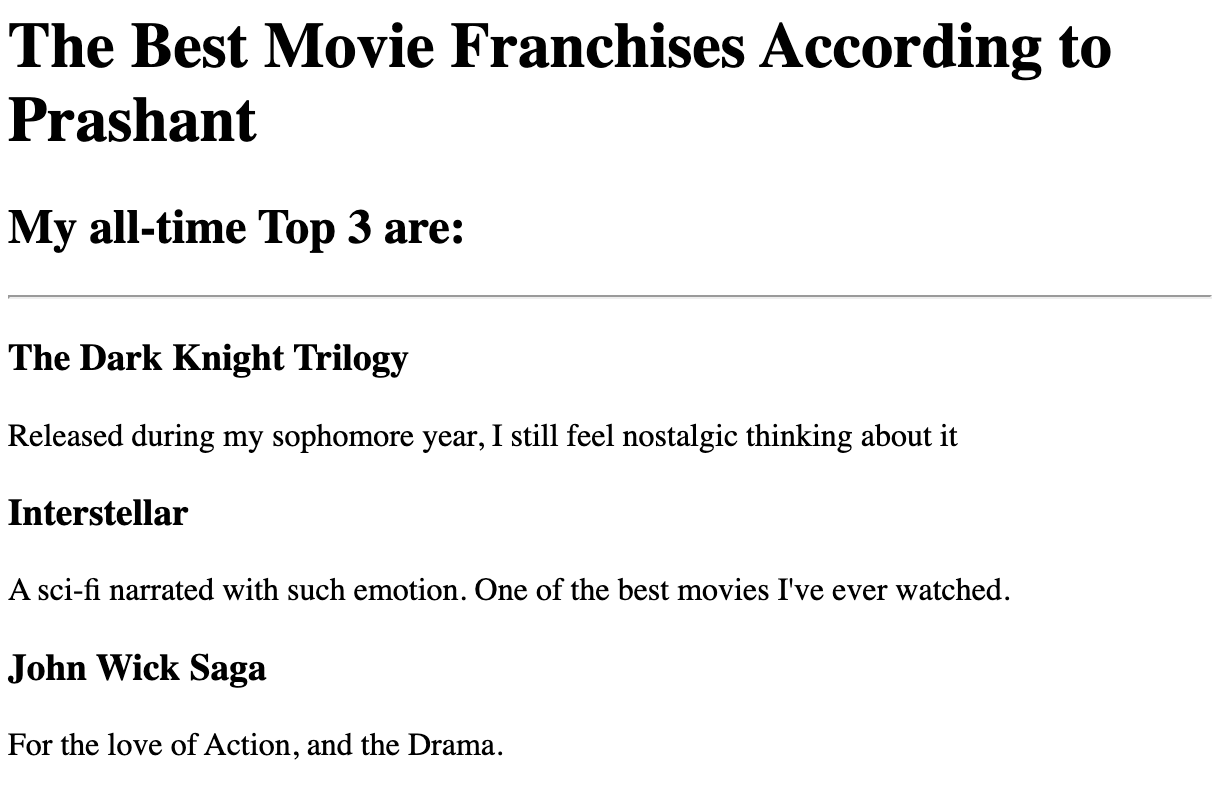 The Best Movie Franchises According to
Prashant
My all-time Top 3 are:
The Dark Knight Trilogy
Released during my sophomore year, I still feel nostalgic thinking about it
Interstellar
A sci-fi narrated with such emotion. One of the best movies I've ever watched.
John Wick Saga
For the love of Action, and the Drama.